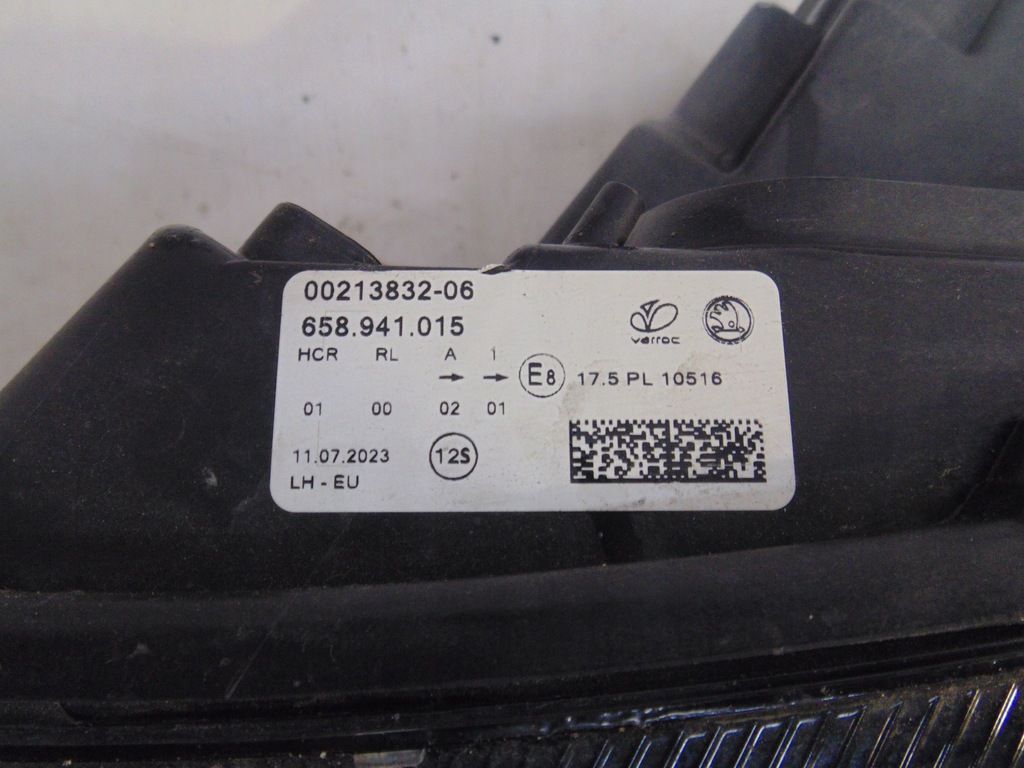 00213832-06
658.941.015
varroc
HCR RL A 1
→ → E8 17.5 PL 10516
01 00 02 01
11.07.2023 12S
LH - EU